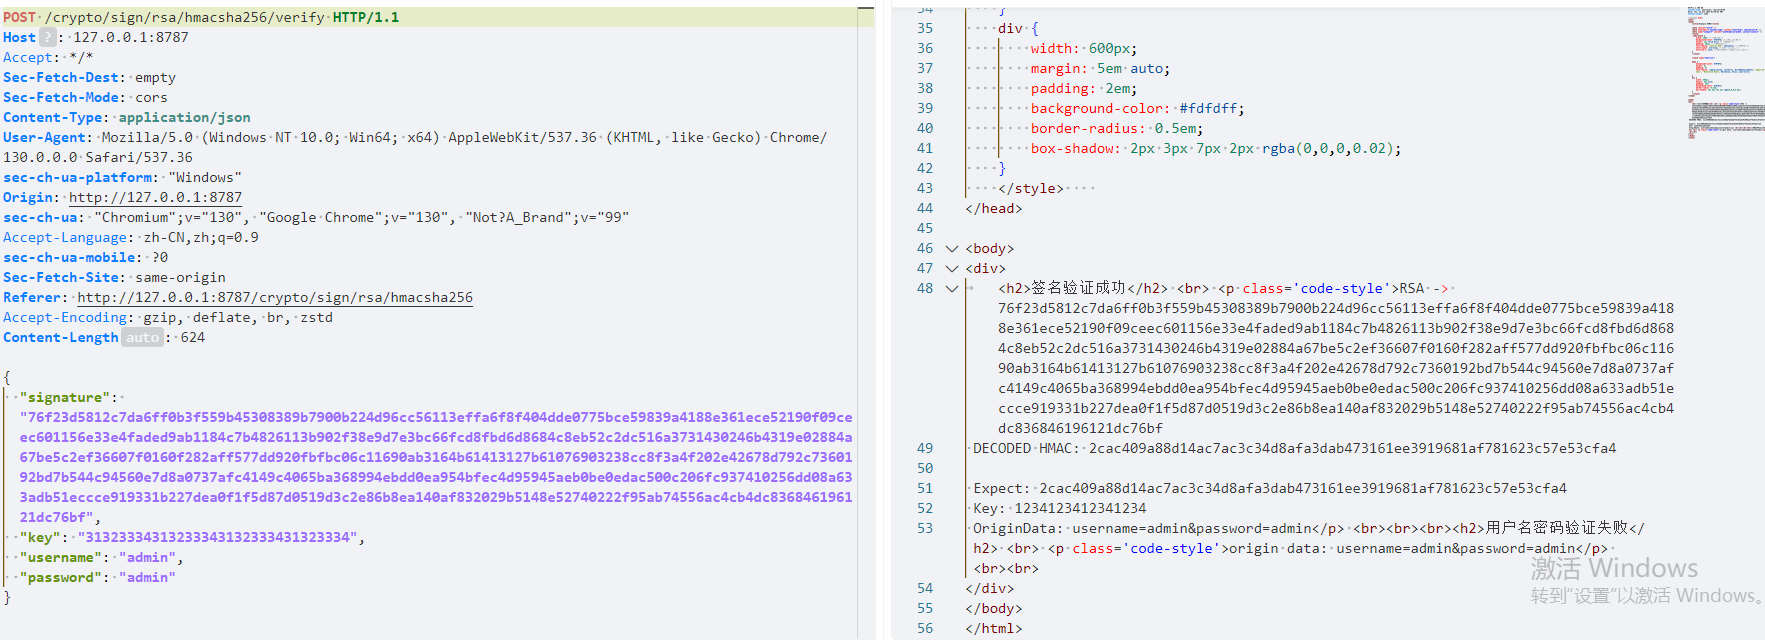 POST /crypto/sign/rsa/hmacsha256/verify HTTP/1.1
Host ? : 127.0.0.1:8787
Accept: */*
Sec-Fetch-Dest: empty
Sec-Fetch-Mode: cors
Content-Type: application/json
User-Agent: Mozilla/5.0 (Windows NT 10.0; Win64; x64) AppleWebKit/537.36 (KHTML, like Gecko) Chrome/
130.0.0.0 Safari/537.36
sec-ch-ua-platform: "Windows"
Origin: http://127.0.0.1:8787
sec-ch-ua: "Chromium";v="130", "Google Chrome";v="130", "Not?A_Brand";v="99"
Accept-Language: zh-CN,zh;q=0.9
sec-ch-ua-mobile: ?0
Sec-Fetch-Site: same-origin
Referer: http://127.0.0.1:8787/crypto/sign/rsa/hmacsha256
Accept-Encoding: gzip, deflate, br, zstd
Content-Length auto : 624
{
"signature":
"76f23d5812c7da6ff0b3f559b45308389b7900b224d96cc56113effa6f8f404dde0775bce59839a4188e361ece52190f09ce
ec601156e33e4faded9ab1184c7b4826113b902f38e9d7e3bc66fcd8fbd6d8684c8eb52c2dc516a3731430246b4319e02884a
67be5c2ef36607f0160f282aff577dd920fbfbc06c11690ab3164b61413127b61076903238cc8f3a4f202e42678d792c73601
92bd7b544c94560e7d8a0737afc4149c4065ba368994ebdd0ea954bfec4d95945aeb0be0edac500c206fc937410256dd08a63
3adb51eccce919331b227dea0f1f5d87d0519d3c2e86b8ea140af832029b5148e52740222f95ab74556ac4cb4dc8368461961
21dc76bf",
"key": "31323334313233343132333431323334",
"username": "admin",
"password": "admin"
}
34 }
35 div {
36 width: 600px;
37 margin: 5em auto;
38 padding: 2em;
39 background-color: #fdfdff;
40 border-radius: 0.5em;
41 box-shadow: 2px 3px 7px 2px rgba(0,0,0,0.02);
42 }
43 </style>
44 </head>
45
46 <body>
47 <div>
48 <h2>签名验证成功</h2> <br> <p class='code-style'>RSA ->
76f23d5812c7da6ff0b3f559b45308389b7900b224d96cc56113effa6f8f404dde0775bce59839a418
8e361ece52190f09ceec601156e33e4faded9ab1184c7b4826113b902f38e9d7e3bc66fcd8fbd6d868
4c8eb52c2dc516a3731430246b4319e02884a67be5c2ef36607f0160f282aff577dd920fbfbc06c116
90ab3164b61413127b61076903238cc8f3a4f202e42678d792c7360192bd7b544c94560e7d8a0737af
c4149c4065ba368994ebdd0ea954bfec4d95945aeb0be0edac500c206fc937410256dd08a633adb51e
ccce919331b227dea0f1f5d87d0519d3c2e86b8ea140af832029b5148e52740222f95ab74556ac4cb4
dc836846196121dc76bf
49 DECODED HMAC: 2cac409a88d14ac7ac3c34d8afa3dab473161ee3919681af781623c57e53cfa4
50
51 Expect: 2cac409a88d14ac7ac3c34d8afa3dab473161ee3919681af781623c57e53cfa4
52 Key: 1234123412341234
53 OriginData: username=admin&password=admin</p> <br><br><br><h2>用户名密码验证失败</
h2> <br> <p class='code-style'>origin data: username=admin&password=admin</p>
<br><br>
54 </div>
55 </body>
56 </html>
激活 Windows
转到"设置"以激活 Windows。